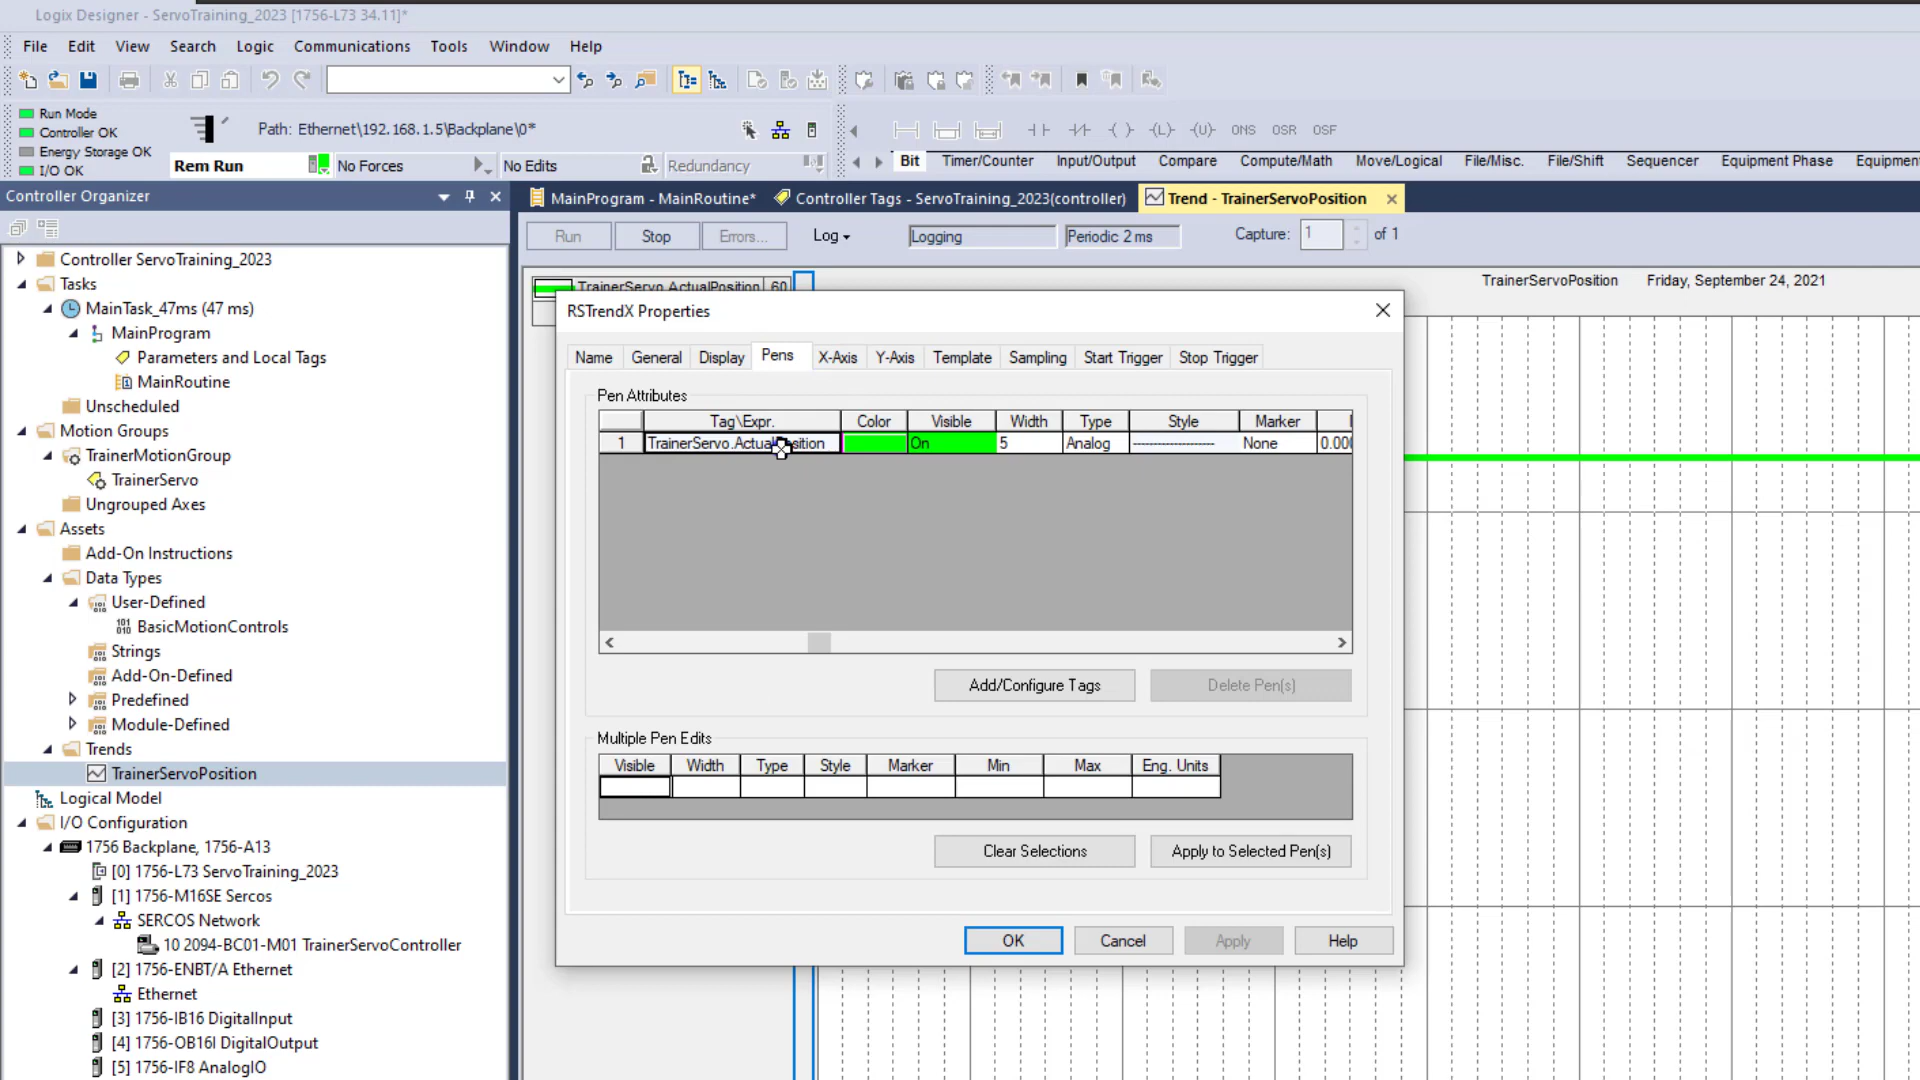 Logix Designer - ServoTraining_2023 [1756-L73 34.11]*
File Edit View Search Logic Communications Tools Window Help
Run Mode
Controller OK
Energy Storage OK
I/O OK
Path: Ethernet\192.168.1.5\Backplane\0*
Rem Run No Forces No Edits Redundancy
ONS OSR OSF
Bit Timer/Counter Input/Output Compare Compute/Math Move/Logical File/Misc. File/Shift Sequencer Equipment Phase Equipment
Controller Organizer
MainProgram - MainRoutine* Controller Tags - ServoTraining_2023(controller) Trend - TrainerServoPosition
Run Stop Errors... Log Logging Periodic 2 ms Capture: 1 of 1
Controller ServoTraining_2023
Tasks
MainTask_47ms (47 ms)
MainProgram
Parameters and Local Tags
MainRoutine
Unscheduled
Motion Groups
TrainerMotionGroup
TrainerServo
Ungrouped Axes
Assets
Add-On Instructions
Data Types
User-Defined
BasicMotionControls
Strings
Add-On-Defined
Predefined
Module-Defined
Trends
TrainerServoPosition
Logical Model
I/O Configuration
1756 Backplane, 1756-A13
[0] 1756-L73 ServoTraining_2023
[1] 1756-M16SE Sercos
SERCOS Network
10 2094-BC01-M01 TrainerServoController
[2] 1756-ENBT/A Ethernet
Ethernet
[3] 1756-IB16 DigitalInput
[4] 1756-OB16I DigitalOutput
[5] 1756-IF8 AnalogIO
TrainerServo.ActualPosition 60
TrainerServoPosition Friday, September 24, 2021
RSTrendX Properties
Name General Display Pens X-Axis Y-Axis Template Sampling Start Trigger Stop Trigger
Pen Attributes
Tag\Expr. Color Visible Width Type Style Marker
1 TrainerServo.ActualPosition On 5 Analog None 0.00
Add/Configure Tags Delete Pen(s)
Multiple Pen Edits
Visible Width Type Style Marker Min Max Eng. Units
Clear Selections Apply to Selected Pen(s)
OK Cancel Apply Help